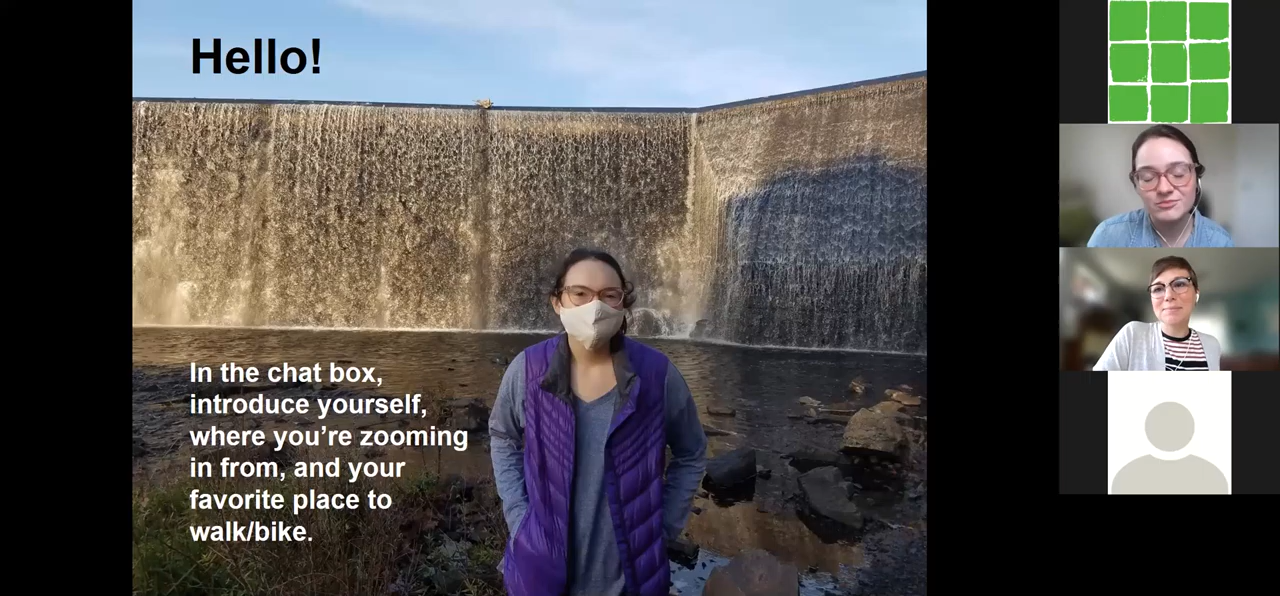 Hello!
In the chat box,
introduce yourself,
where you’re zooming
in from, and your
favorite place to
walk/bike.